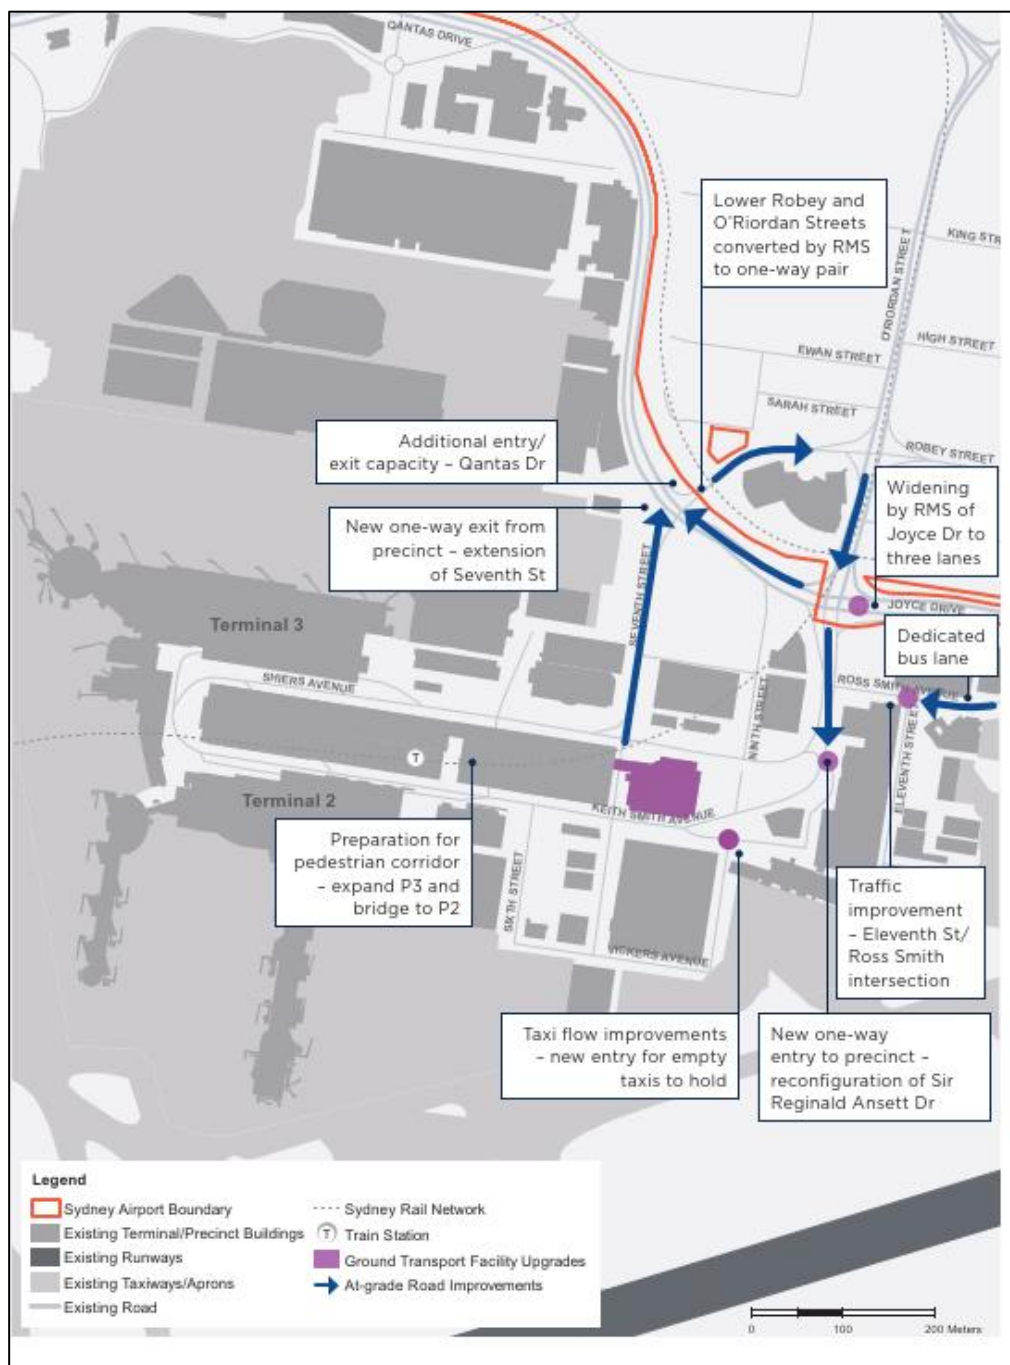 QANTAS DRIVE
Lower Robey and
O'Riordan Streets
converted by RMS
to one-way pair
O'RIORDAN STREET
KING STR
HIGH STREET
EWAN STREET
SARAH STREET
ROBEY STREET
Additional entry/
exit capacity – Qantas Dr
New one-way exit from
precinct – extension
of Seventh St
Widening
by RMS of
Joyce Dr to
three lanes
JOYCE DRIVE
Dedicated
bus lane
SEVENTH STREET
Terminal 3
SHIERS AVENUE
ROSS SMITH AVENUE
NINTH STREET
ELEVENTH STREET
T
Terminal 2
KEITH SMITH AVENUE
Preparation for
pedestrian corridor
– expand P3 and
bridge to P2
SIXTH STREET
VICKERS AVENUE
Traffic
improvement
– Eleventh St/
Ross Smith
intersection
Taxi flow improvements
– new entry for empty
taxis to hold
New one-way
entry to precinct –
reconfiguration of Sir
Reginald Ansett Dr
Legend
Sydney Airport Boundary
Existing Terminal/Precinct Buildings
Existing Runways
Existing Taxiways/Aprons
Existing Road
Sydney Rail Network
T Train Station
Ground Transport Facility Upgrades
At-grade Road Improvements
0 100 200 Meters